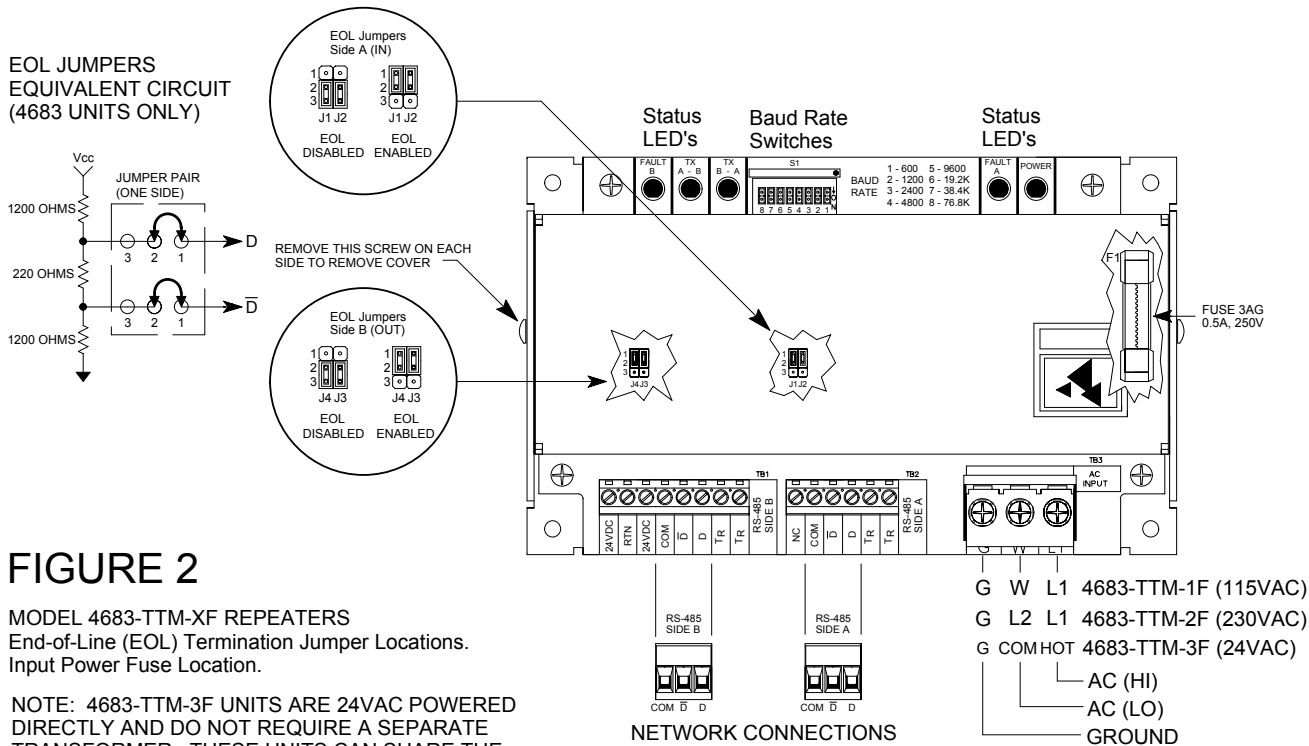 EOL JUMPERS
EQUIVALENT CIRCUIT
(4683 UNITS ONLY)
Vcc
JUMPER PAIR
(ONE SIDE)
1200 OHMS
220 OHMS
1200 OHMS
3 2 1
D
3 2 1
D̅
EOL Jumpers
Side A (IN)
1
2
3
J1 J2
EOL
DISABLED
1
2
3
J1 J2
EOL
ENABLED
REMOVE THIS SCREW ON EACH
SIDE TO REMOVE COVER
EOL Jumpers
Side B (OUT)
1
2
3
J4 J3
EOL
DISABLED
1
2
3
J4 J3
EOL
ENABLED
Status
LED's
Baud Rate
Switches
Status
LED's
FAULT
B
TX
A - B
TX
B - A
S1
8 7 6 5 4 3 2 1
BAUD
RATE
1 - 600 5 - 9600
2 - 1200 6 - 19.2K
3 - 2400 7 - 38.4K
4 - 4800 8 - 76.8K
FAULT
A
POWER
F1
FUSE 3AG
0.5A, 250V
1
2
3
J4J3
1
2
3
J1J2
TB1
24VDC
RTN
24VDC
COM
D̅
D
TR
TR
RS-485
SIDE B
TB2
NC
COM
D̅
D
TR
TR
RS-485
SIDE A
TB3
AC
INPUT
G W L1
RS-485
SIDE B
COM D̅ D
RS-485
SIDE A
COM D̅ D
NETWORK CONNECTIONS
G W L1 4683-TTM-1F (115VAC)
G L2 L1 4683-TTM-2F (230VAC)
G COM HOT 4683-TTM-3F (24VAC)
AC (HI)
AC (LO)
GROUND
FIGURE 2
MODEL 4683-TTM-XF REPEATERS
End-of-Line (EOL) Termination Jumper Locations.
Input Power Fuse Location.
NOTE: 4683-TTM-3F UNITS ARE 24VAC POWERED
DIRECTLY AND DO NOT REQUIRE A SEPARATE
TRANSFORMER. THESE UNITS CAN SHARE THE